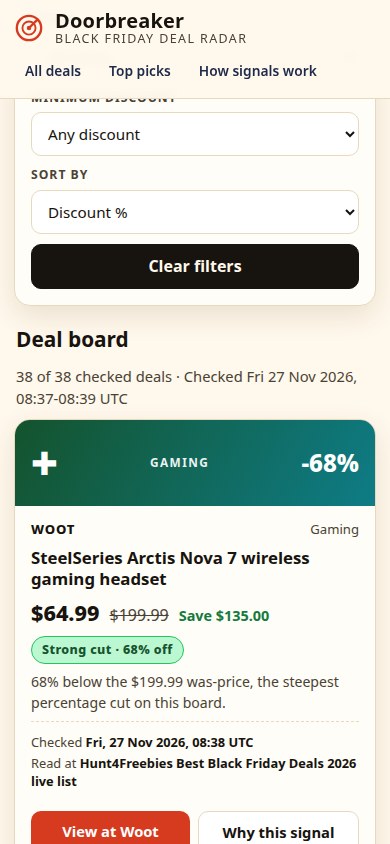 Doorbreaker
BLACK FRIDAY DEAL RADAR
All deals Top picks How signals work
MINIMUM DISCOUNT
Any discount
SORT BY
Discount %
Clear filters
Deal board
38 of 38 checked deals · Checked Fri 27 Nov 2026,
08:37-08:39 UTC
GAMING -68%
WOOT Gaming
SteelSeries Arctis Nova 7 wireless
gaming headset
$64.99 $199.99 Save $135.00
Strong cut · 68% off
68% below the $199.99 was-price, the steepest
percentage cut on this board.
Checked Fri, 27 Nov 2026, 08:38 UTC
Read at Hunt4Freebies Best Black Friday Deals 2026
live list
View at Woot Why this signal